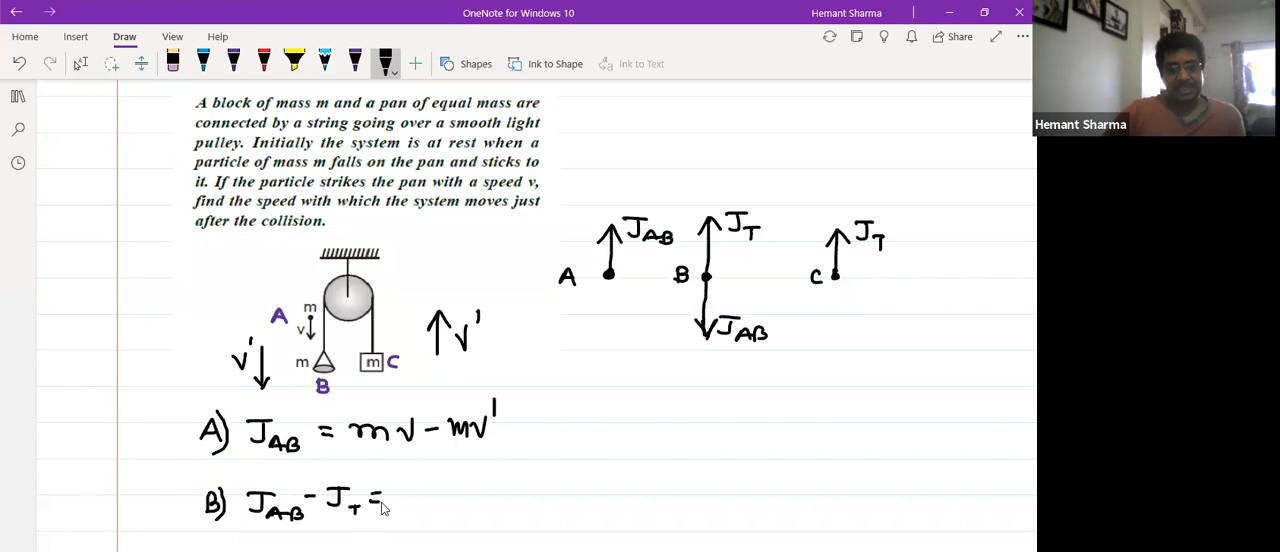 OneNote for Windows 10
Hemant Sharma
Home Insert Draw View Help
Share
Shapes Ink to Shape Ink to Text
A block of mass m and a pan of equal mass are
connected by a string going over a smooth light
pulley. Initially the system is at rest when a
particle of mass m falls on the pan and sticks to
it. If the particle strikes the pan with a speed v,
find the speed with which the system moves just
after the collision.
Hemant Sharma
J_AB J_T J_T
A B C
J_AB
A m
v
v' v'
m m C
B
A) J_AB = mv - mv'
B) J_AB - J_T =